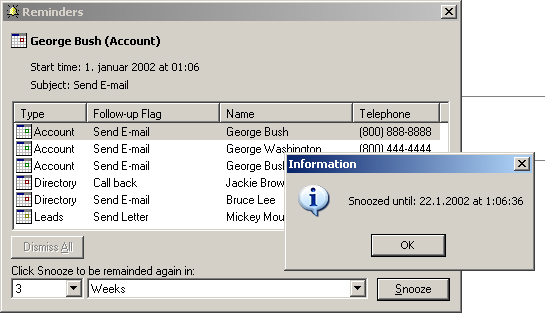 Reminders
George Bush (Account)
Start time: 1. januar 2002 at 01:06
Subject: Send E-mail
Type Follow-up Flag Name Telephone
Account Send E-mail George Bush (800) 888-8888
Account Send E-mail George Washington (800) 444-4444
Account Send E-mail George Bus
Directory Call back Jackie Brow
Directory Send E-mail Bruce Lee
Leads Send Letter Mickey Mou
Information
Snoozed until: 22.1.2002 at 1:06:36
OK
Dismiss All
Click Snooze to be remainded again in:
3 Weeks Snooze